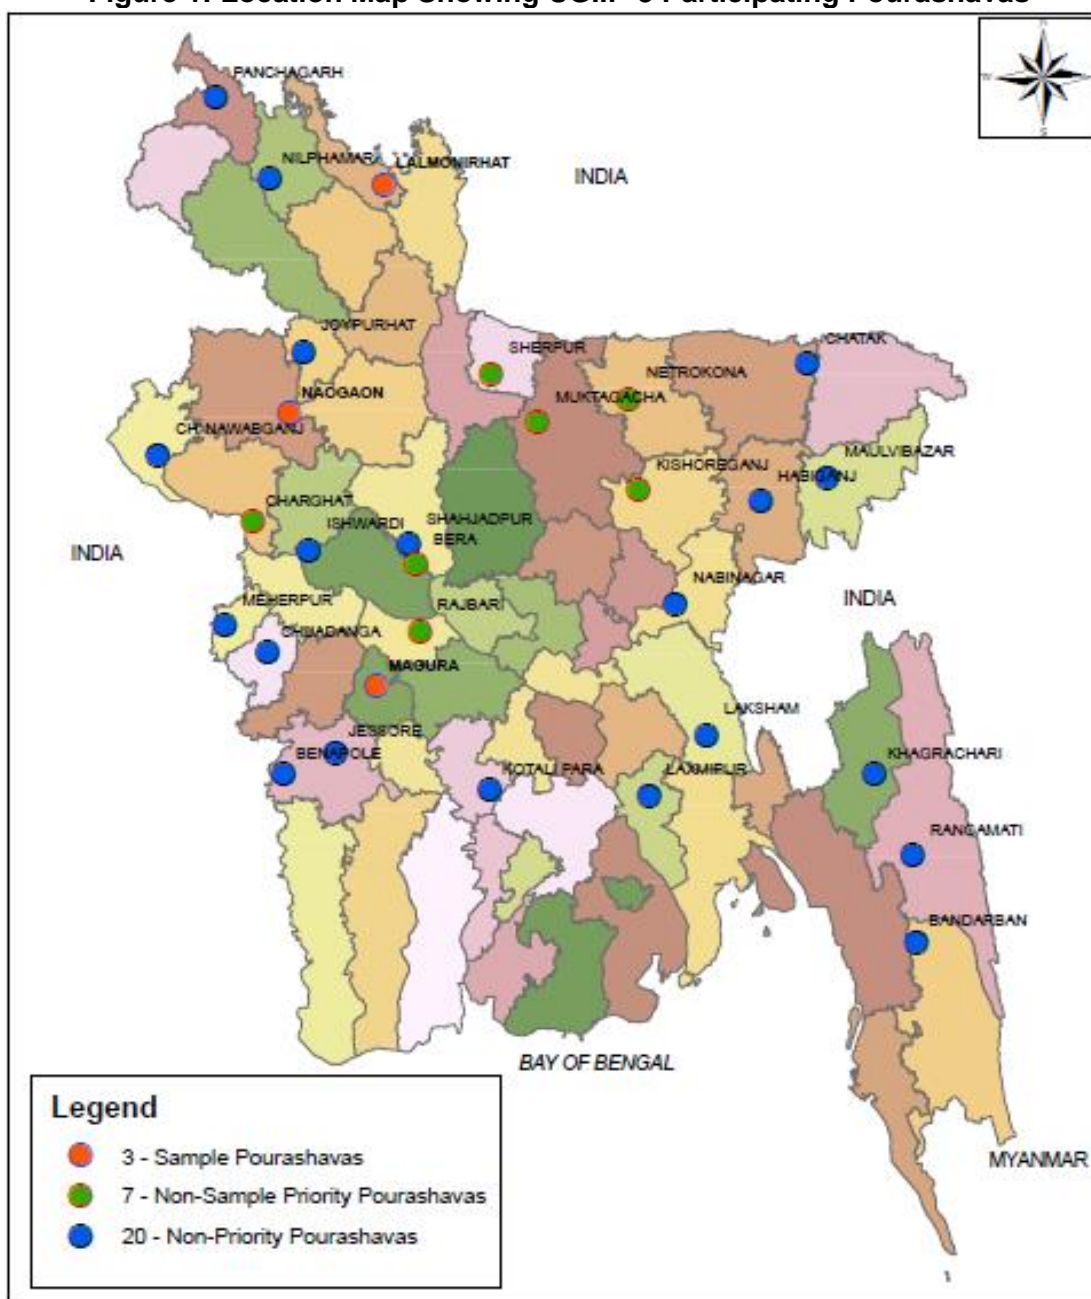 Figure 1: Location Map Showing UGIIP-3 Participating Pourashavas
N
W
S
PANCHAGARH
NILPHAMARI
LALMONIRHAT
INDIA
JOYPURHAT
SHERPUR
CHATAK
NETROKONA
NAOGAON
MUKTAGACHA
CH NAWABGANJ
MAULVIBAZAR
KISHOREGANJ
HABIGANJ
CHARGHAT
ISHWARDI
SHAHJADPUR
BERA
INDIA
NABINAGAR
MEHERPUR
RAJBARI
INDIA
CHUADANGA
MAGURA
LAKSHAM
JESSORE
BENAPOLE
KHAGRACHARI
KOTALI PARA
LAXMIPUR
RANGAMATI
BANDARBAN
BAY OF BENGAL
MYANMAR
Legend
3 - Sample Pourashavas
7 - Non-Sample Priority Pourashavas
20 - Non-Priority Pourashavas